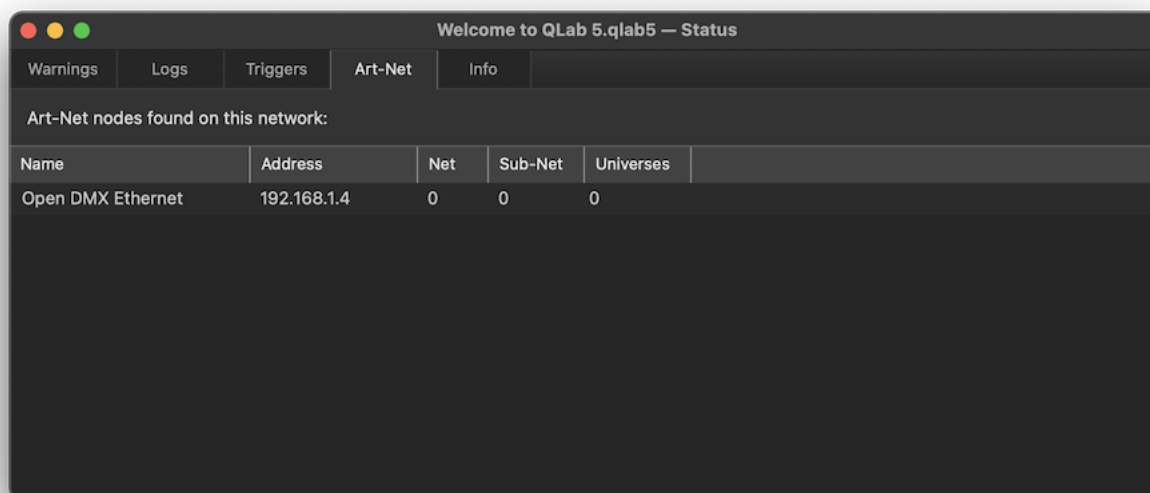 Welcome to QLab 5.qlab5 — Status
Warnings Logs Triggers Art-Net Info
Art-Net nodes found on this network:
Name Address Net Sub-Net Universes
Open DMX Ethernet 192.168.1.4 0 0 0